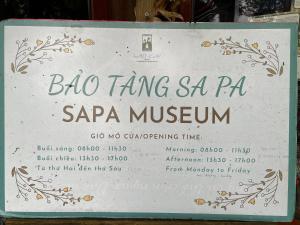 BẢO TÀNG SA PA
SAPA MUSEUM
GIỜ MỞ CỬA/OPENING TIME:
Buổi sáng: 08h00 - 11h30
Morning: 08h00 - 11h30
Buổi chiều: 13h30 - 17h00
Afternoon: 13h30 - 17h00
Từ thứ Hai đến thứ Sáu
From Monday to Friday